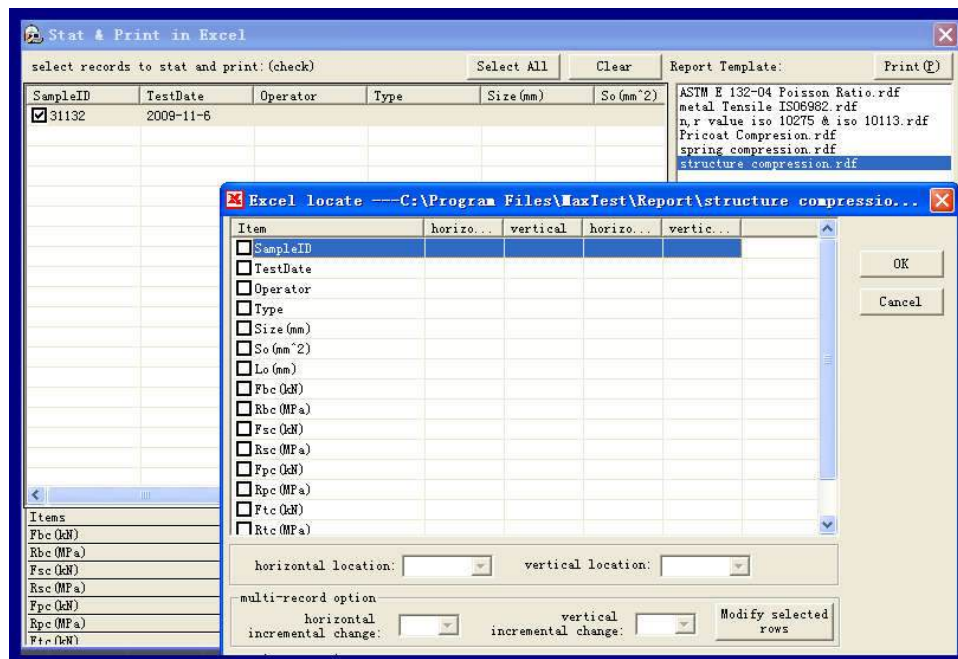 Stat & Print in Excel
select records to stat and print:(check)
Select All
Clear
Report Template:
Print(P)
SampleID TestDate Operator Type Size(mm) So(mm^2)
31132 2009-11-6
ASTM E 132-04 Poisson Ratio.rdf
metal Tensile ISO6982.rdf
n,r value iso 10275 & iso 10113.rdf
Pricoat Compresion.rdf
spring compression.rdf
structure compression.rdf
Excel locate ---C:\Program Files\MaxTest\Report\structure compressio...
Item horizo... vertical horizo... vertic...
SampleID
TestDate
Operator
Type
Size(mm)
So(mm^2)
Lo(mm)
Fbc(kN)
Rbc(MPa)
Fsc(kN)
Rsc(MPa)
Fpc(kN)
Rpc(MPa)
Ftc(kN)
Rtc(MPa)
OK
Cancel
Items
Fbc(kN)
Rbc(MPa)
Fsc(kN)
Rsc(MPa)
Fpc(kN)
Rpc(MPa)
Ftc(kN)
horizontal location:
vertical location:
multi-record option
horizontal
incremental change:
vertical
incremental change:
Modify selected
rows